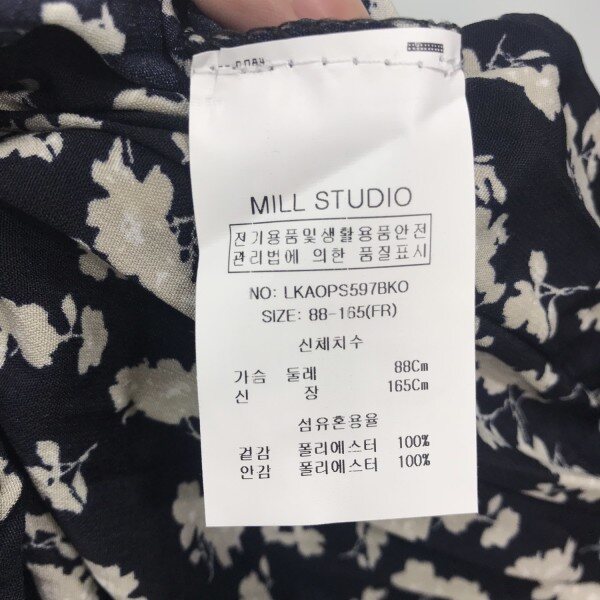 MILL STUDIO
전기용품및생활용품안전
관리법에 의한 품질표시
NO: LKAOPS597BKO
SIZE: 88-165(FR)
신체치수
가슴 둘레 88Cm
신 장 165Cm
섬유혼용율
겉감 폴리에스터 100%
안감 폴리에스터 100%